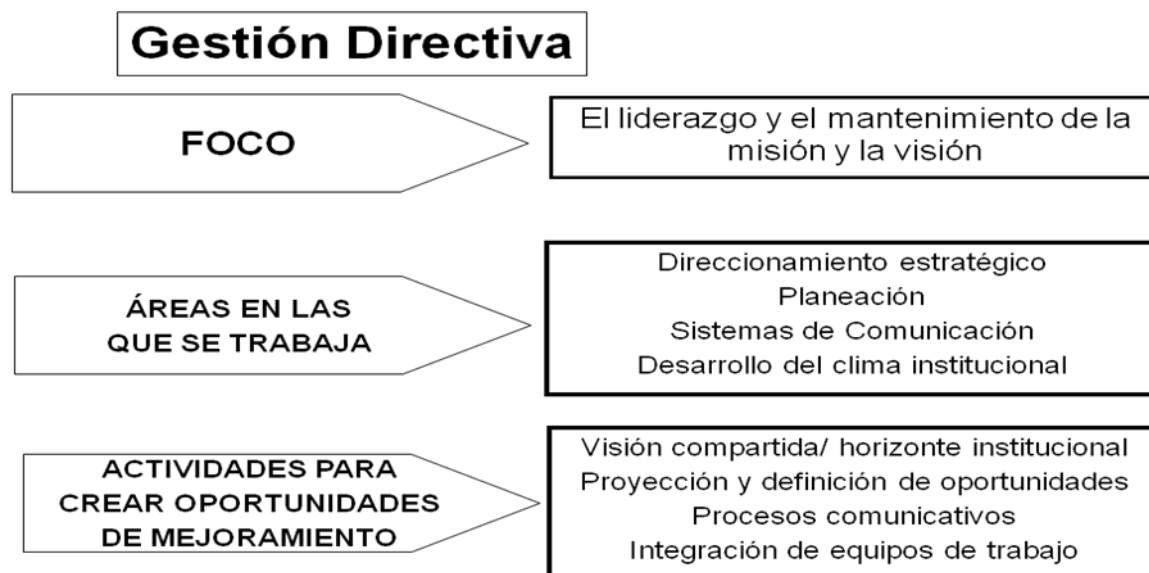 Gestión Directiva
FOCO
El liderazgo y el mantenimiento de la
misión y la visión
ÁREAS EN LAS
QUE SE TRABAJA
Direccionamiento estratégico
Planeación
Sistemas de Comunicación
Desarrollo del clima institucional
ACTIVIDADES PARA
CREAR OPORTUNIDADES
DE MEJORAMIENTO
Visión compartida/ horizonte institucional
Proyección y definición de oportunidades
Procesos comunicativos
Integración de equipos de trabajo